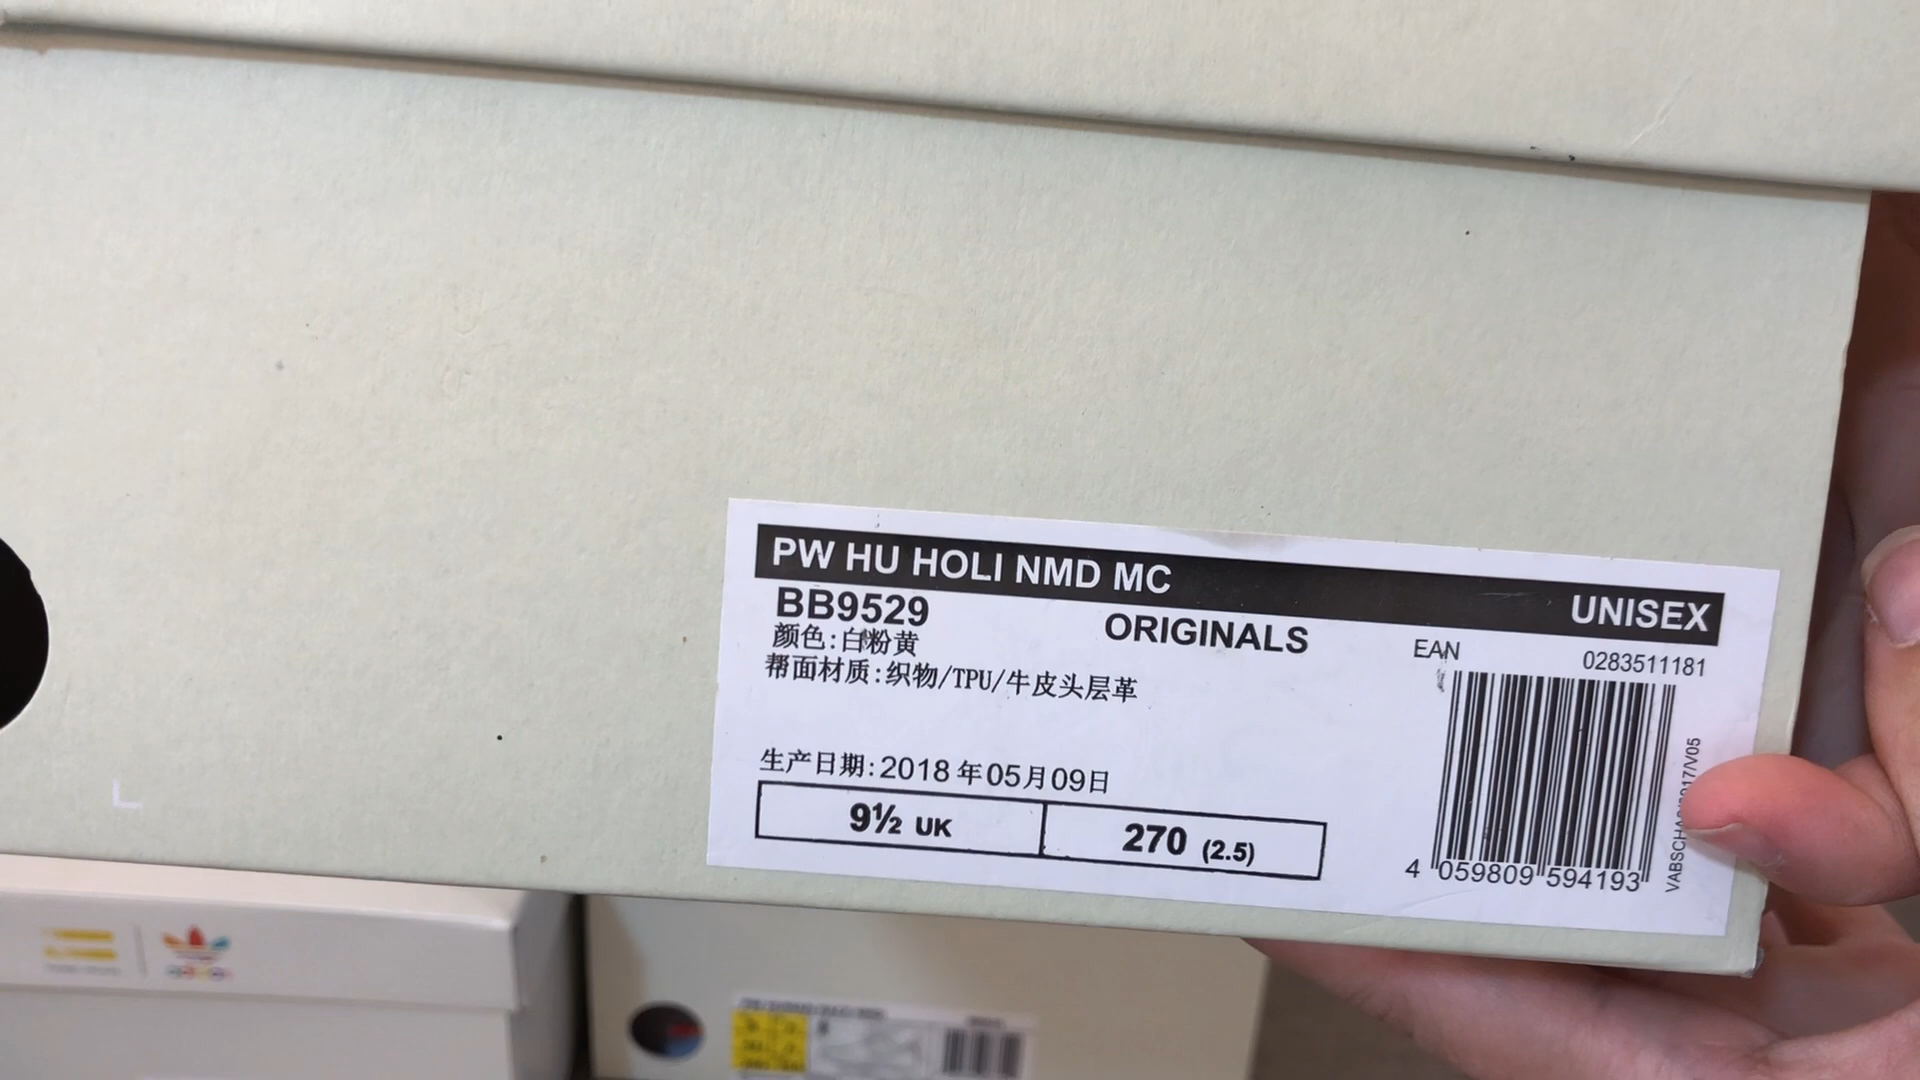 PW HU HOLI NMD MC UNISEX
BB9529 ORIGINALS
颜色:白粉黄
帮面材质:织物/TPU/牛皮头层革
生产日期:2018年05月09日
9½ UK
270 (2.5)
EAN 0283511181
4 059809 594193